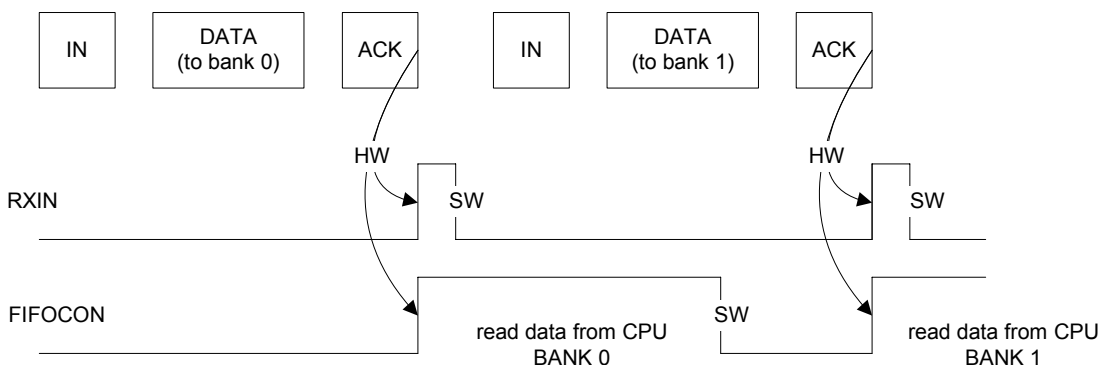 IN
DATA
(to bank 0)
ACK
IN
DATA
(to bank 1)
ACK
HW
HW
RXIN
SW
SW
FIFOCON
SW
read data from CPU
BANK 0
read data from CPU
BANK 1